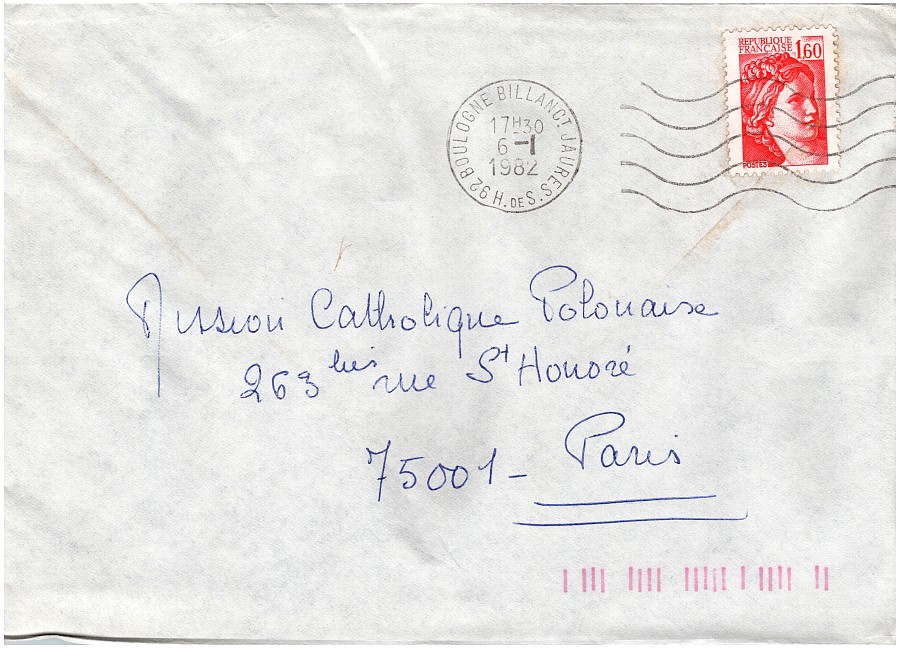 REPUBLIQUE
FRANÇAISE 1,60
POSTES
92 BOULOGNE BILLANCT. JAURÈS
17H30
6-1
1982
H. DE S.
Mission Catholique Polonaise
263 bis rue St Honoré
75001 - Paris